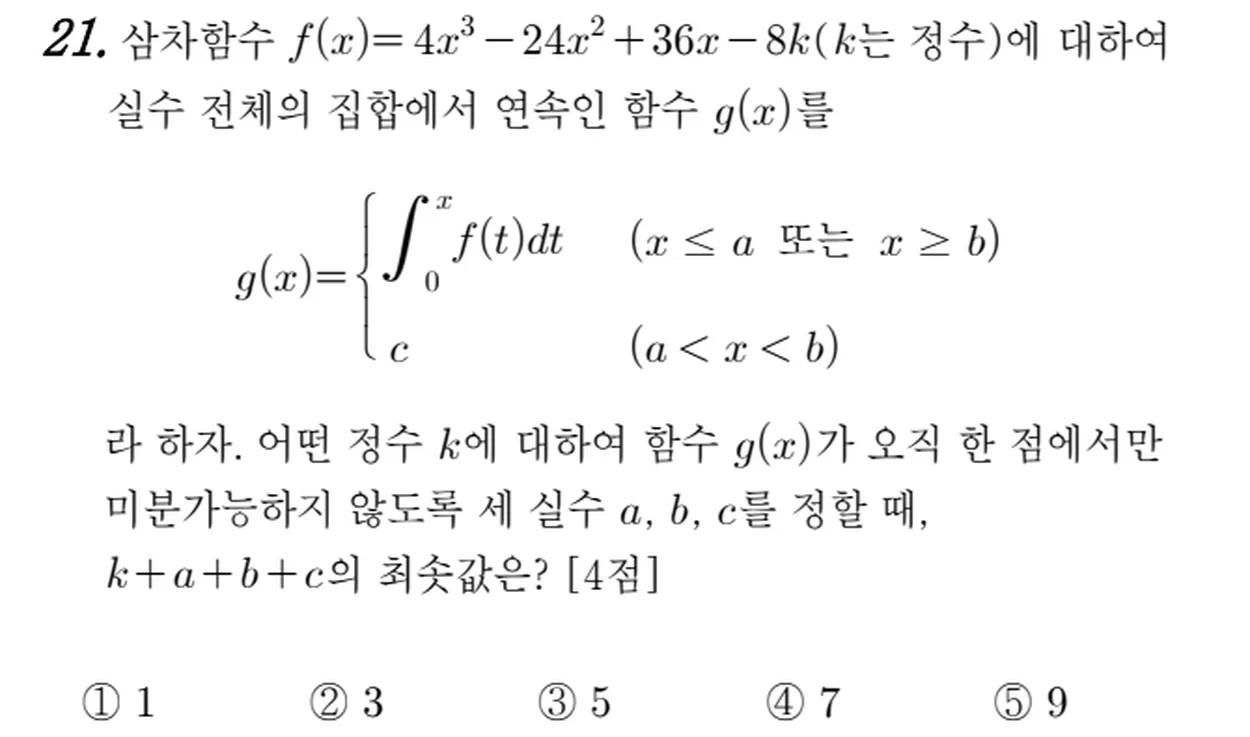 21. 삼차함수 f(x)=4x³-24x²+36x-8k(k는 정수)에 대하여
실수 전체의 집합에서 연속인 함수 g(x)를
g(x)={ ∫₀ˣ f(t)dt (x ≤ a 또는 x ≥ b)
c (a < x < b)
라 하자. 어떤 정수 k에 대하여 함수 g(x)가 오직 한 점에서만
미분가능하지 않도록 세 실수 a, b, c를 정할 때,
k+a+b+c의 최솟값은? [4점]
① 1 ② 3 ③ 5 ④ 7 ⑤ 9